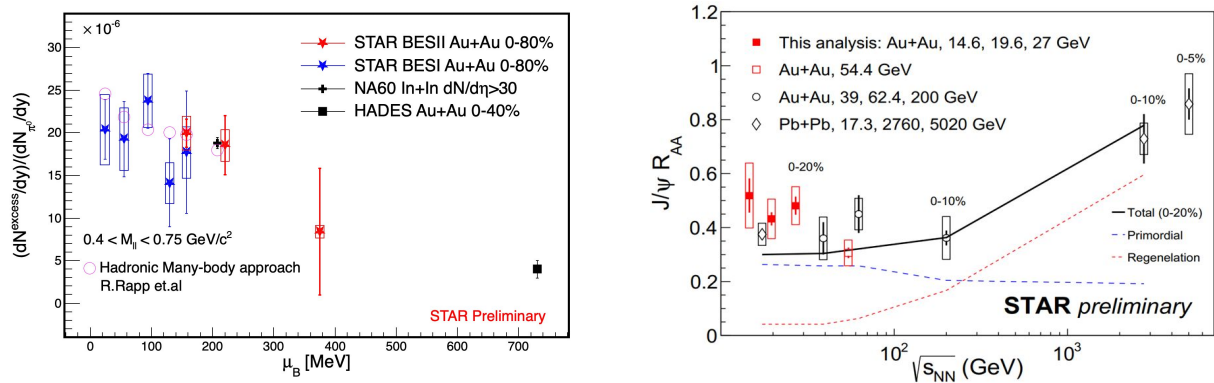 × 10⁻⁶
30
25
20
15
10
5
0
(dNᵉˣᶜᵉˢˢ/dy)/(dN_π⁰/dy)
STAR BESII Au+Au 0-80%
STAR BESI Au+Au 0-80%
NA60 In+In dN/dη>30
HADES Au+Au 0-40%
0.4 < M_ll < 0.75 GeV/c²
Hadronic Many-body approach
R.Rapp et.al
STAR Preliminary
0 100 200 300 400 500 600 700
μ_B [MeV]
1.2
1
0.8
0.6
0.4
0.2
0
J/ψ R_AA
This analysis: Au+Au, 14.6, 19.6, 27 GeV
Au+Au, 54.4 GeV
Au+Au, 39, 62.4, 200 GeV
Pb+Pb, 17.3, 2760, 5020 GeV
0-5%
0-10%
0-20%
0-10%
Total (0-20%)
Primordial
Regenelation
STAR preliminary
10² 10³
√s_NN (GeV)